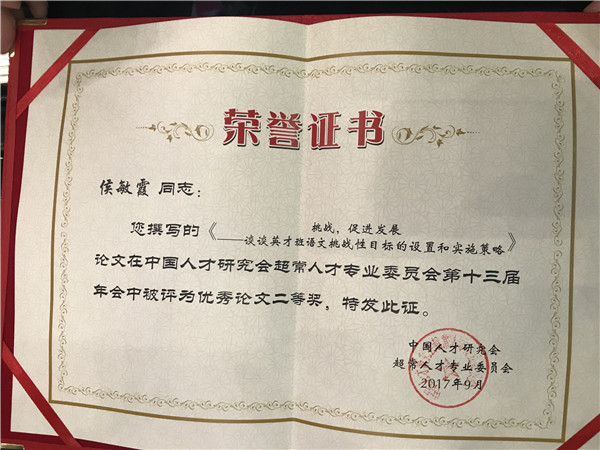 荣誉证书
侯敏霞 同志：
您撰写的《挑战，促进发展
——谈谈英才班语文挑战性目标的设置和实施策略》
论文在中国人才研究会超常人才专业委员会第十三届
年会中被评为优秀论文二等奖，特发此证。
中国人才研究会
超常人才专业委员会
2017年9月